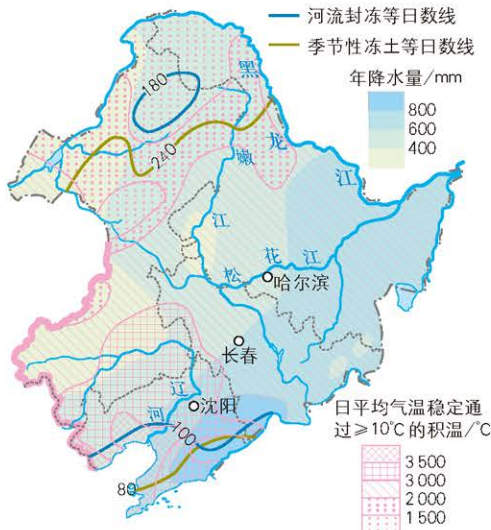 河流封冻等日数线
季节性冻土等日数线
年降水量/mm
800
600
400
180
黑
240
嫩
龙
江
江
松
花
江
哈尔滨
长春
辽
河
沈阳
100
80
日平均气温稳定通
过≥10℃的积温/℃
3 500
3 000
2 000
1 500